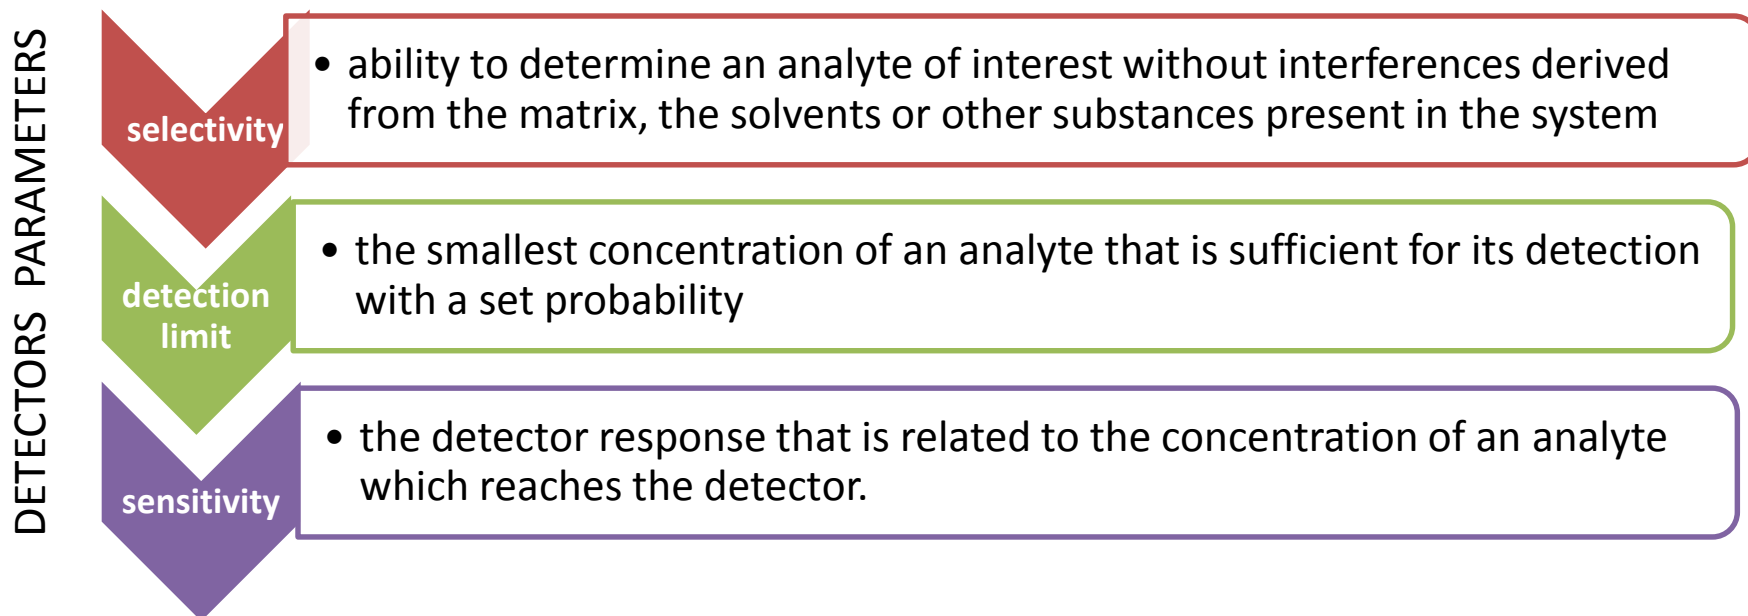 DETECTORS PARAMETERS
selectivity
• ability to determine an analyte of interest without interferences derived
from the matrix, the solvents or other substances present in the system
detection
limit
• the smallest concentration of an analyte that is sufficient for its detection
with a set probability
sensitivity
• the detector response that is related to the concentration of an analyte
which reaches the detector.